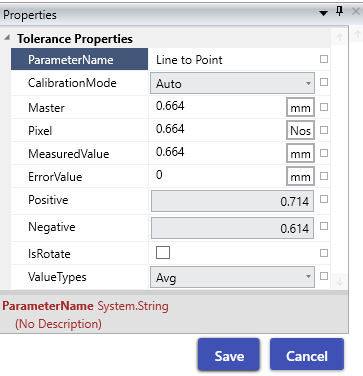 Properties
Tolerance Properties
ParameterName Line to Point
CalibrationMode Auto
Master 0.664 mm
Pixel 0.664 Nos
MeasuredValue 0.664 mm
ErrorValue 0 mm
Positive 0.714
Negative 0.614
IsRotate
ValueTypes Avg
ParameterName System.String
(No Description)
Save Cancel